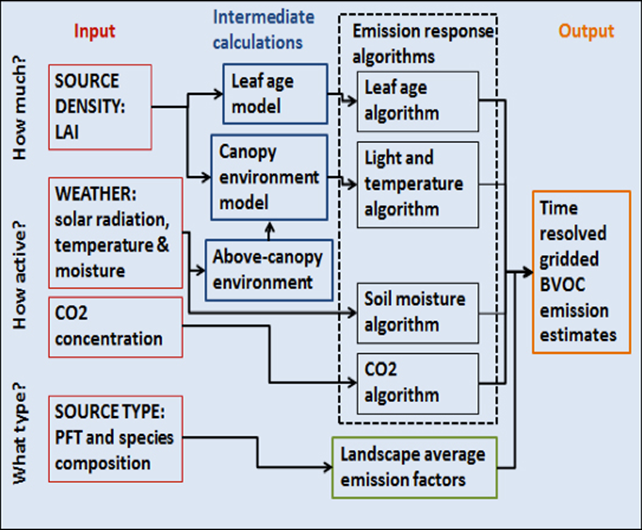 Input
Intermediate
calculations
Emission response
algorithms
Output
How much?
SOURCE
DENSITY:
LAI
Leaf age
model
Leaf age
algorithm
Canopy
environment
model
Light and
temperature
algorithm
How active?
WEATHER:
solar radiation,
temperature &
moisture
Above-canopy
environment
Soil moisture
algorithm
CO2
concentration
CO2
algorithm
Time
resolved
gridded
BVOC
emission
estimates
What type?
SOURCE TYPE:
PFT and species
composition
Landscape average
emission factors